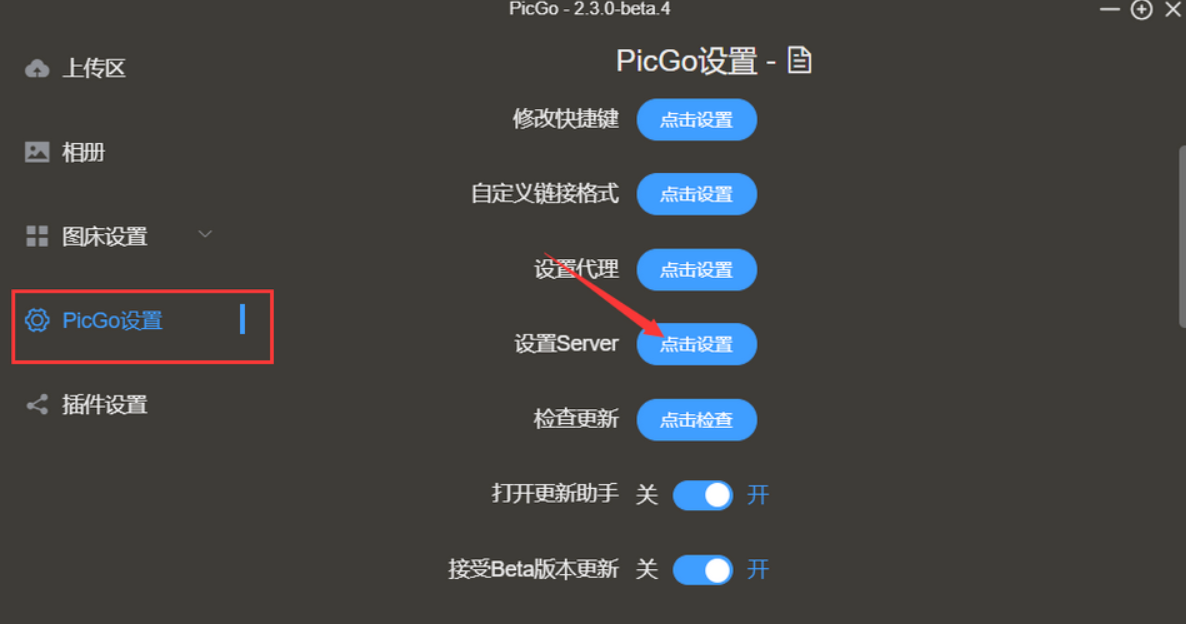 PicGo - 2.3.0-beta.4
上传区
相册
图床设置
PicGo设置
插件设置
PicGo设置 -
修改快捷键 点击设置
自定义链接格式 点击设置
设置代理 点击设置
设置Server 点击设置
检查更新 点击检查
打开更新助手 关 开
接受Beta版本更新 关 开